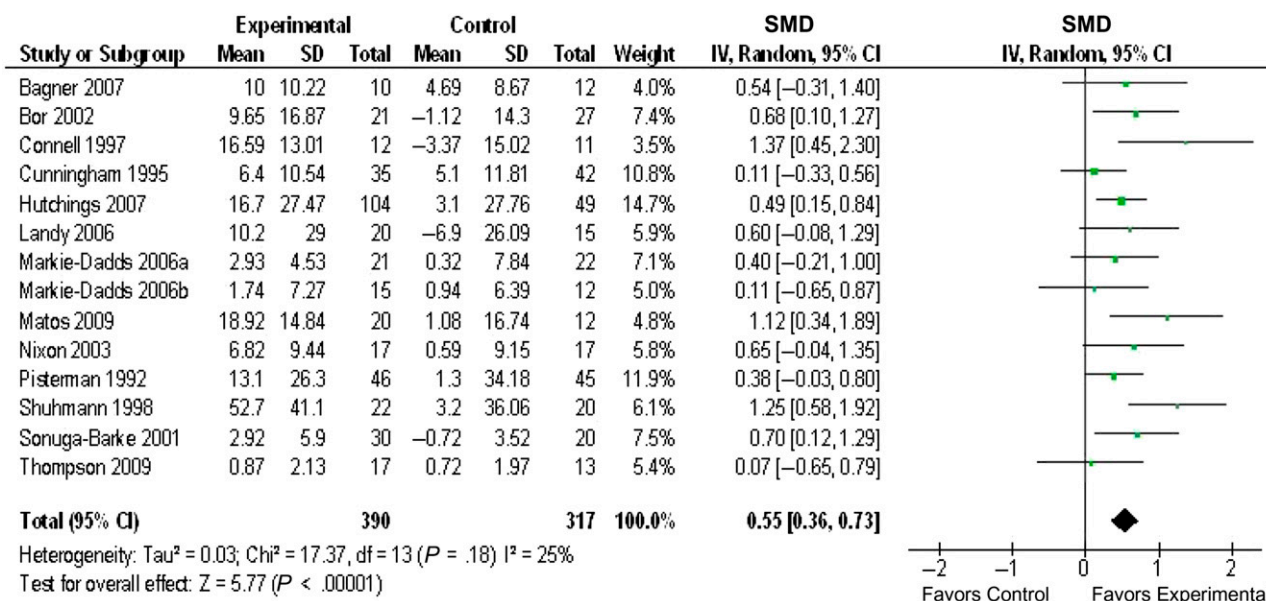 Experimental Control SMD SMD
Study or Subgroup Mean SD Total Mean SD Total Weight IV, Random, 95% CI IV, Random, 95% CI
Bagner 2007 10 10.22 10 4.69 8.67 12 4.0% 0.54 [−0.31, 1.40]
Bor 2002 9.65 16.87 21 −1.12 14.3 27 7.4% 0.68 [0.10, 1.27]
Connell 1997 16.59 13.01 12 −3.37 15.02 11 3.5% 1.37 [0.45, 2.30]
Cunningham 1995 6.4 10.54 35 5.1 11.81 42 10.8% 0.11 [−0.33, 0.56]
Hutchings 2007 16.7 27.47 104 3.1 27.76 49 14.7% 0.49 [0.15, 0.84]
Landy 2006 10.2 29 20 −6.9 26.09 15 5.9% 0.60 [−0.08, 1.29]
Markie-Dadds 2006a 2.93 4.53 21 0.32 7.84 22 7.1% 0.40 [−0.21, 1.00]
Markie-Dadds 2006b 1.74 7.27 15 0.94 6.39 12 5.0% 0.11 [−0.65, 0.87]
Matos 2009 18.92 14.84 20 1.08 16.74 12 4.8% 1.12 [0.34, 1.89]
Nixon 2003 6.82 9.44 17 0.59 9.15 17 5.8% 0.65 [−0.04, 1.35]
Pisterman 1992 13.1 26.3 46 1.3 34.18 45 11.9% 0.38 [−0.03, 0.80]
Shuhmann 1998 52.7 41.1 22 3.2 36.06 20 6.1% 1.25 [0.58, 1.92]
Sonuga-Barke 2001 2.92 5.9 30 −0.72 3.52 20 7.5% 0.70 [0.12, 1.29]
Thompson 2009 0.87 2.13 17 0.72 1.97 13 5.4% 0.07 [−0.65, 0.79]
Total (95% CI) 390 317 100.0% 0.55 [0.36, 0.73]
Heterogeneity: Tau² = 0.03; Chi² = 17.37, df = 13 (P = .18) I² = 25%
Test for overall effect: Z = 5.77 (P < .00001)
−2 −1 0 1 2
Favors Control Favors Experimenta